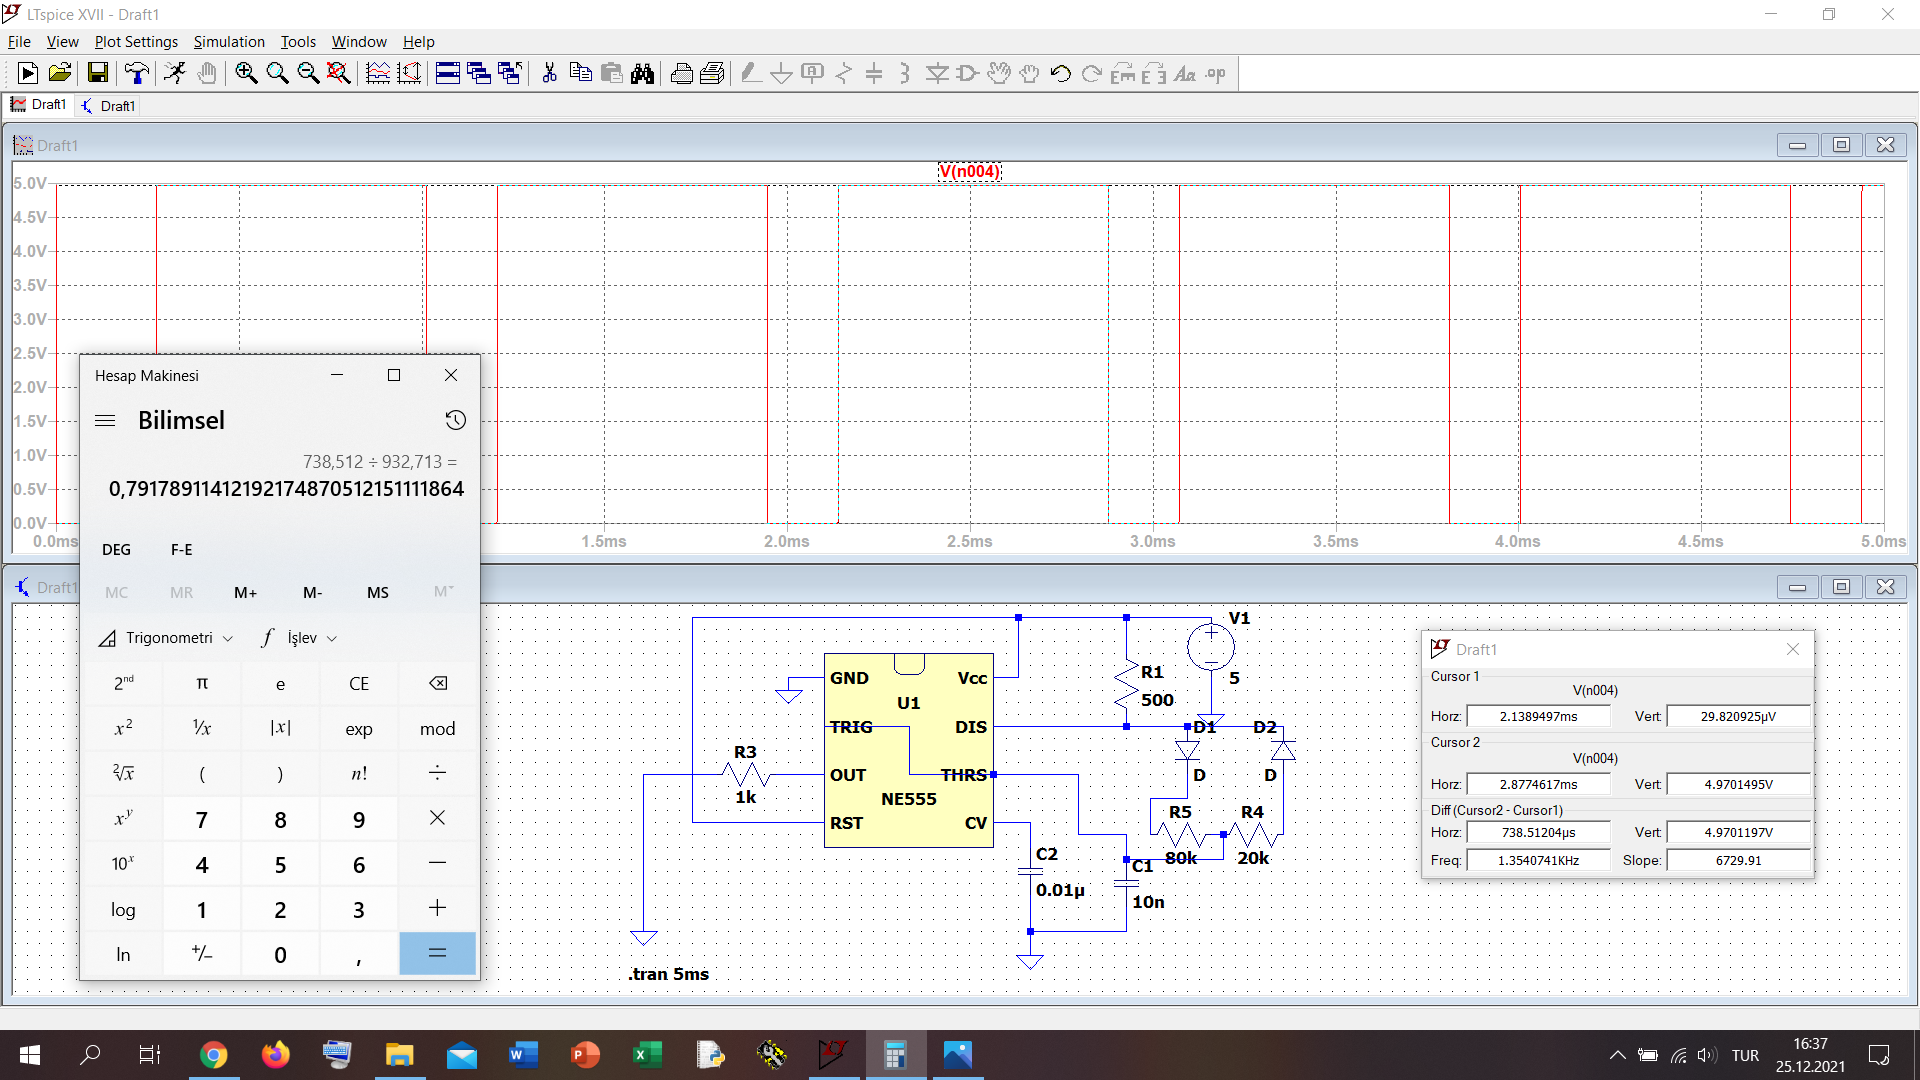 LTspice XVII - Draft1
File View Plot Settings Simulation Tools Window Help
Draft1 Draft1
Draft1
V(n004)
5.0V
4.5V
4.0V
3.5V
3.0V
2.5V
2.0V
1.5V
1.0V
0.5V
0.0V
0.0ms 1.5ms 2.0ms 2.5ms 3.0ms 3.5ms 4.0ms 4.5ms 5.0ms
Hesap Makinesi
Bilimsel
738,512 ÷ 932,713 =
0,79178911412192174870512151111864
DEG F-E
MC MR M+ M- MS M˅
Trigonometri f İşlev
2nd π e CE
x² ¹/x |x| exp mod
²√x ( ) n! ÷
xʸ 7 8 9 ×
10ˣ 4 5 6 −
log 1 2 3 +
ln +/− 0 , =
Draft1
V1
5
R1
500
GND Vcc
U1
TRIG DIS
OUT THRS
NE555
RST CV
R3
1k
D1 D2
D D
R5 R4
80k 20k
C2
0.01µ
C1
10n
.tran 5ms
Draft1
Cursor 1
V(n004)
Horz: 2.1389497ms Vert: 29.820925µV
Cursor 2
V(n004)
Horz: 2.8774617ms Vert: 4.9701495V
Diff (Cursor2 - Cursor1)
Horz: 738.51204µs Vert: 4.9701197V
Freq: 1.3540741KHz Slope: 6729.91
TUR
16:37
25.12.2021